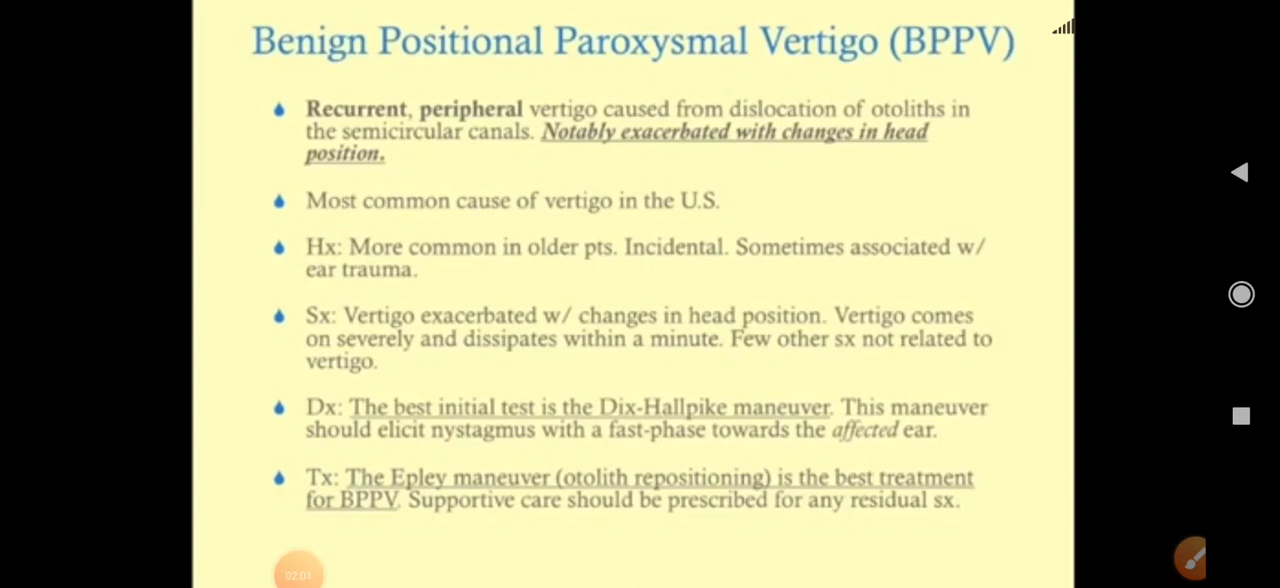 Benign Positional Paroxysmal Vertigo (BPPV)
Recurrent, peripheral vertigo caused from dislocation of otoliths in
the semicircular canals. Notably exacerbated with changes in head
position.
Most common cause of vertigo in the U.S.
Hx: More common in older pts. Incidental. Sometimes associated w/
ear trauma.
Sx: Vertigo exacerbated w/ changes in head position. Vertigo comes
on severely and dissipates within a minute. Few other sx not related to
vertigo.
Dx: The best initial test is the Dix-Hallpike maneuver. This maneuver
should elicit nystagmus with a fast-phase towards the affected ear.
Tx: The Epley maneuver (otolith repositioning) is the best treatment
for BPPV. Supportive care should be prescribed for any residual sx.
02:01